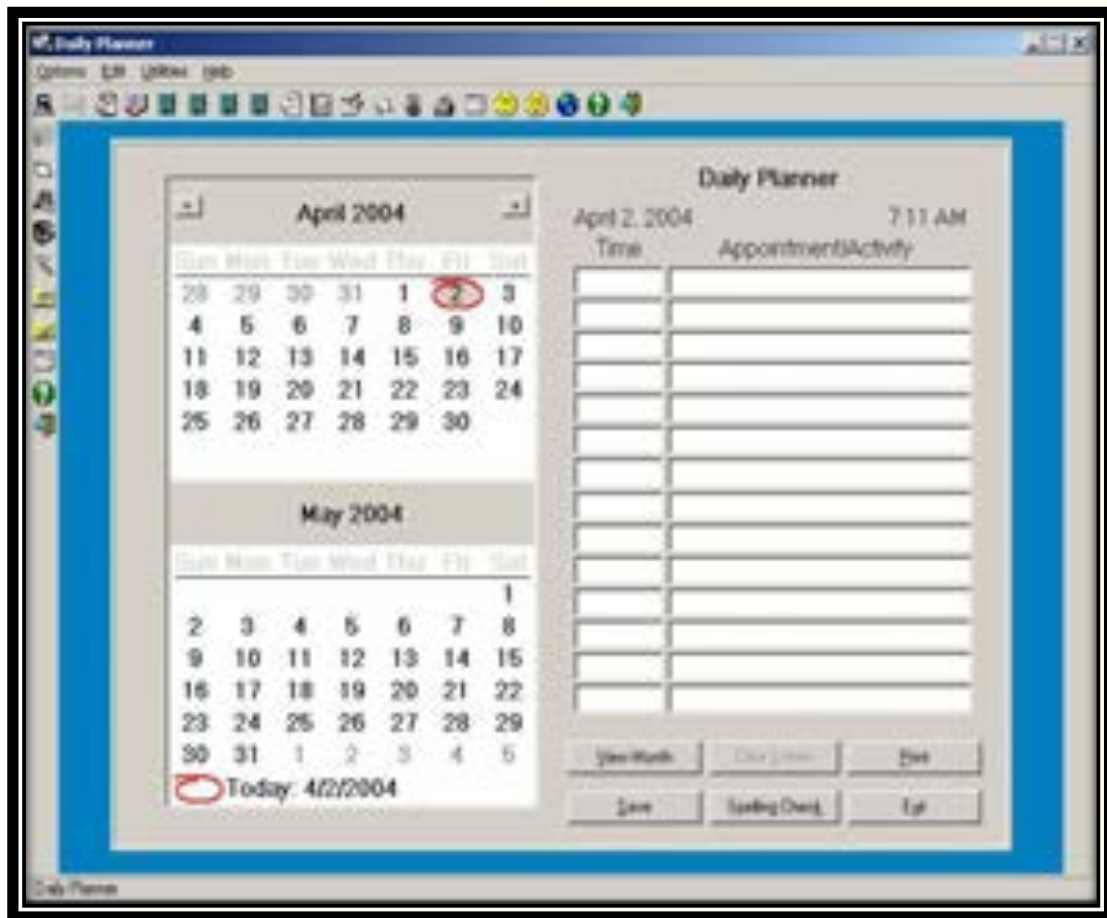 Daily Planner
Options Edit Utilities Help
April 2004
Sun Mon Tue Wed Thu Fri Sat
28 29 30 31 1 2 3
4 5 6 7 8 9 10
11 12 13 14 15 16 17
18 19 20 21 22 23 24
25 26 27 28 29 30
May 2004
Sun Mon Tue Wed Thu Fri Sat
1
2 3 4 5 6 7 8
9 10 11 12 13 14 15
16 17 18 19 20 21 22
23 24 25 26 27 28 29
30 31 1 2 3 4 5
Today: 4/2/2004
Daily Planner
April 2, 2004 7:11 AM
Time Appointment/Activity
View Month Print
Save Spelling Check Exit
Daily Planner